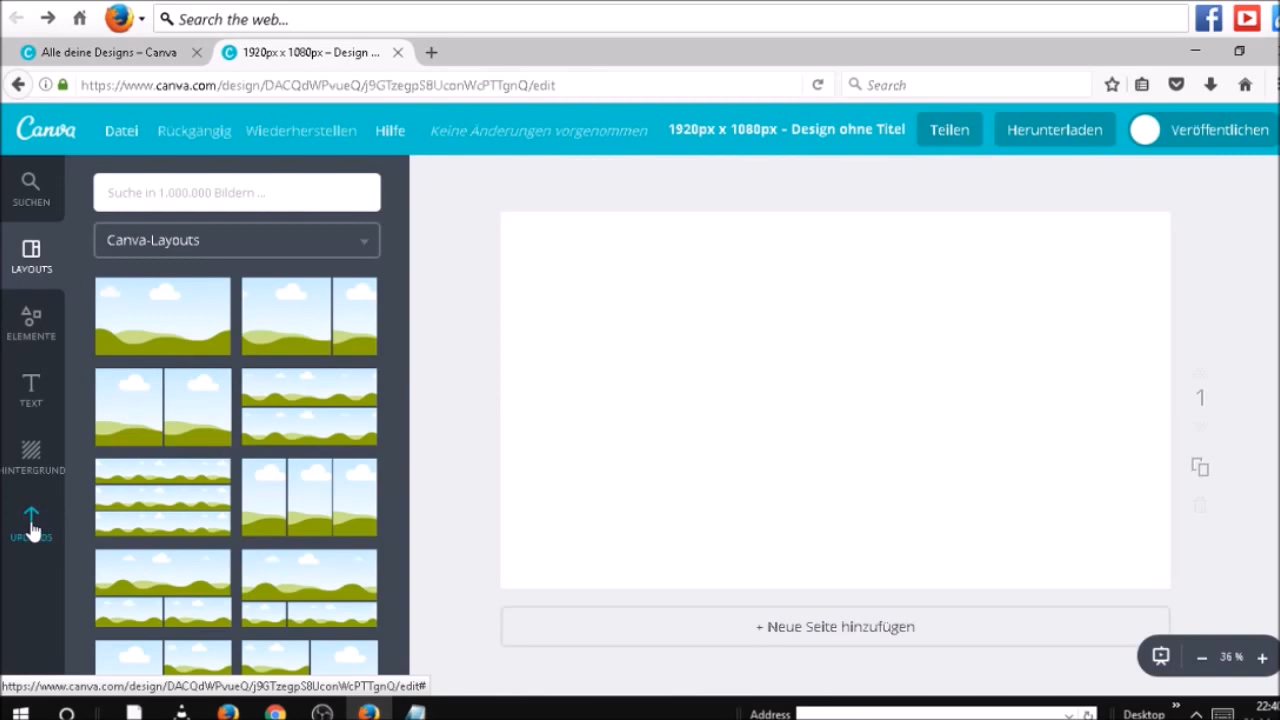 Search the web...
Alle deine Designs – Canva
1920px x 1080px – Design ...
https://www.canva.com/design/DACQdWPvueQ/j9GTzegpS8UconWcPTTgnQ/edit
Search
Canva
Datei
Rückgängig
Wiederherstellen
Hilfe
Keine Änderungen vorgenommen
1920px x 1080px - Design ohne Titel
Teilen
Herunterladen
Veröffentlichen
SUCHEN
Suche in 1.000.000 Bildern ...
Canva-Layouts
LAYOUTS
ELEMENTE
TEXT
HINTERGRUND
UPLOADS
1
+ Neue Seite hinzufügen
36 %
https://www.canva.com/design/DACQdWPvueQ/j9GTzegpS8UconWcPTTgnQ/edit#
Address
Desktop